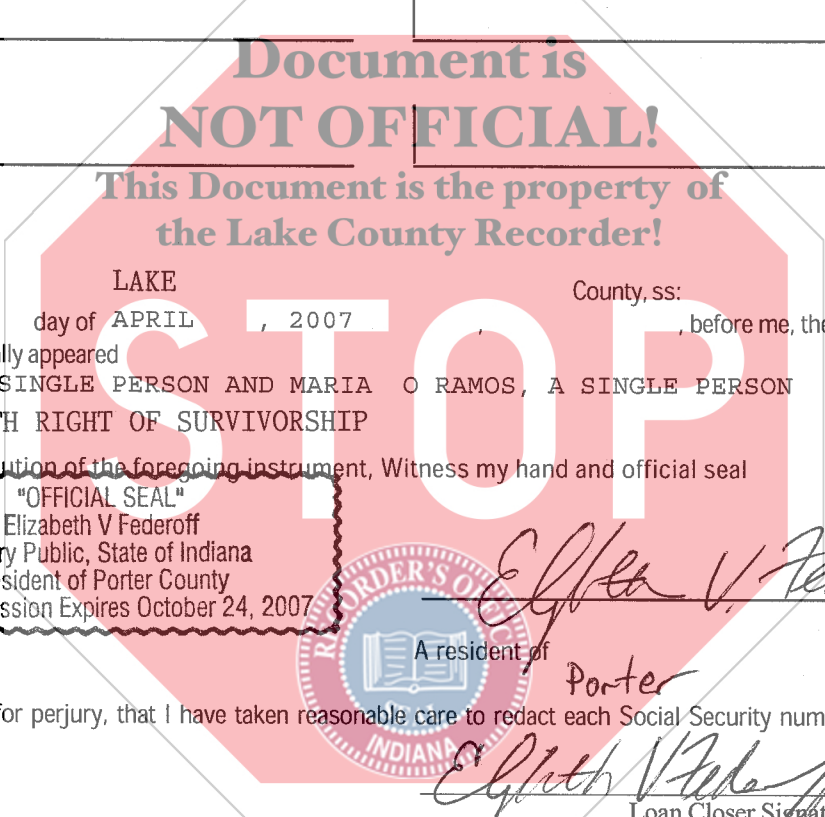 Document is
NOT OFFICIAL!
This Document is the property of
the Lake County Recorder!
LAKE
County, ss:
day of APRIL , 2007 , , before me, the
lly appeared
SINGLE PERSON AND MARIA O RAMOS, A SINGLE PERSON
TH RIGHT OF SURVIVORSHIP
STOP
ution of the foregoing instrument, Witness my hand and official seal
"OFFICIAL SEAL"
Elizabeth V Federoff
ry Public, State of Indiana
sident of Porter County
ssion Expires October 24, 2007
RECORDER'S OFFIC
INDIANA
A resident of
Porter
for perjury, that I have taken reasonable care to redact each Social Security num
Loan Closer Signat